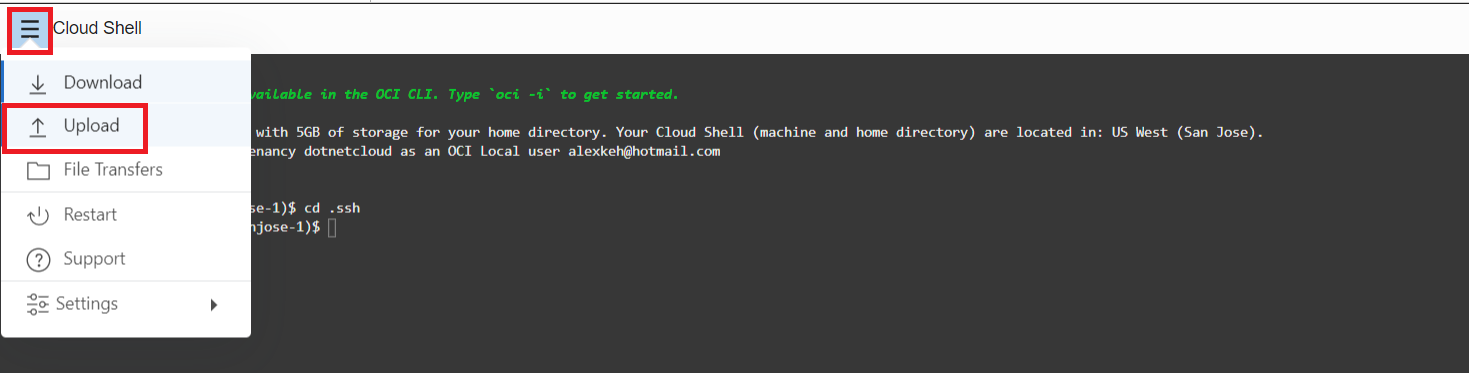 Cloud Shell
Download
Upload
File Transfers
Restart
Support
Settings
available in the OCI CLI. Type `oci -i` to get started.
with 5GB of storage for your home directory. Your Cloud Shell (machine and home directory) are located in: US West (San Jose).
enancy dotnetcloud as an OCI Local user alexkeh@hotmail.com
se-1)$ cd .ssh
njose-1)$